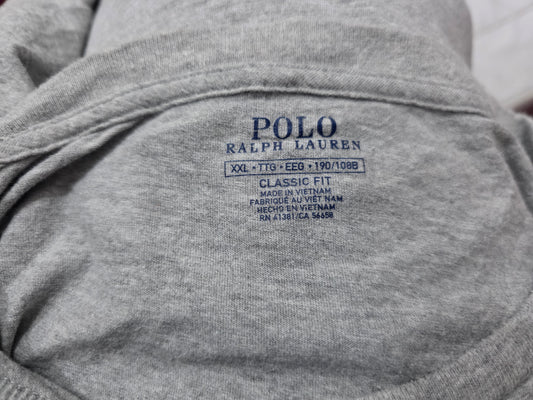 POLO
RALPH LAUREN
XXL • TTG • EEG • 190/108B
CLASSIC FIT
MADE IN VIETNAM
FABRIQUÉ AU VIÊT NAM
HECHO EN VIETNAM
RN 41381/CA 56658